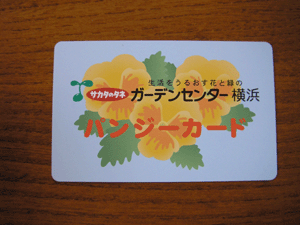 生活をうるおす花と緑の
サカタのタネ ガーデンセンター横浜
パンジーカード